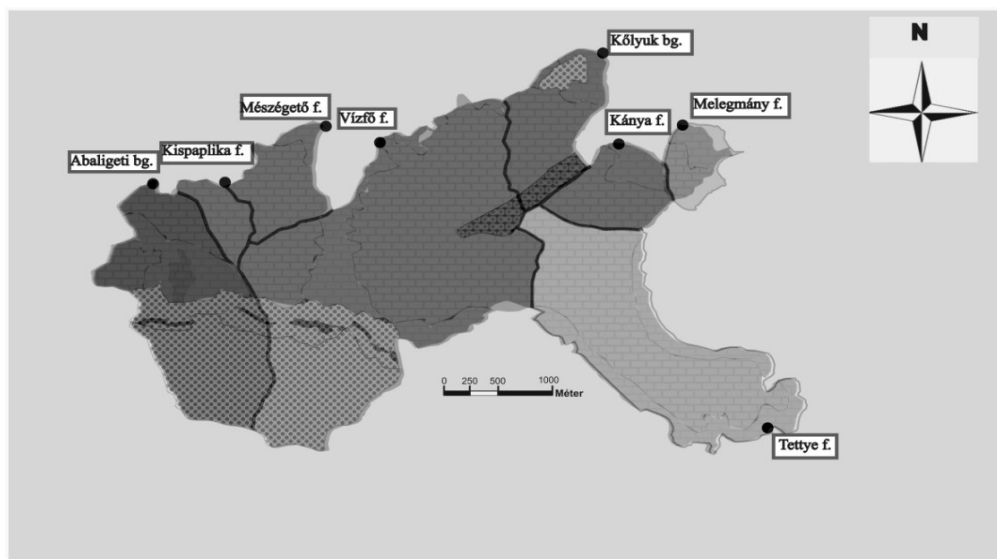 N
Kőlyuk bg.
Mészégető f.
Vízfő f.
Melegmány f.
Kánya f.
Kispaplika f.
Abaligeti bg.
0 250 500 1000
Méter
Tettye f.